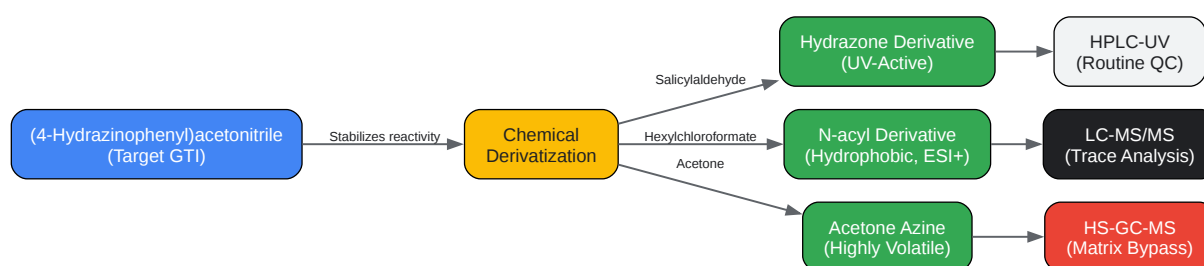 (4-Hydrazinophenyl)acetonitrile
(Target GTI)
Stabilizes reactivity
Chemical
Derivatization
Salicylaldehyde
Hydrazone Derivative
(UV-Active)
HPLC-UV
(Routine QC)
Hexylchloroformate
N-acyl Derivative
(Hydrophobic, ESI+)
LC-MS/MS
(Trace Analysis)
Acetone
Acetone Azine
(Highly Volatile)
HS-GC-MS
(Matrix Bypass)